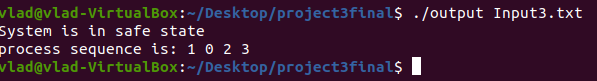 vlad@vlad-VirtualBox:~/Desktop/project3final$ ./output Input3.txt
System is in safe state
process sequence is: 1 0 2 3
vlad@vlad-VirtualBox:~/Desktop/project3final$